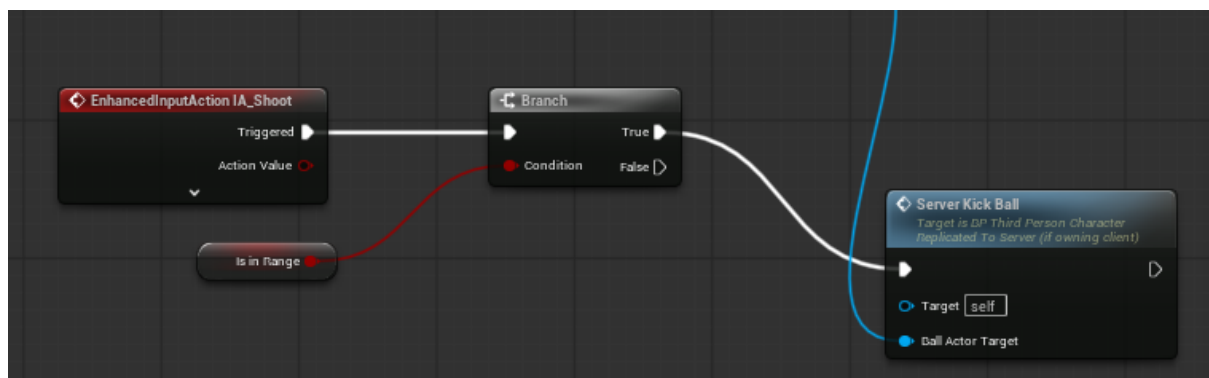 EnhancedInputAction IA_Shoot
Triggered
Action Value
Is in Range
Branch
True
Condition
False
Server Kick Ball
Target is BP Third Person Character
Replicated To Server (if owning client)
Target self
Ball Actor Target